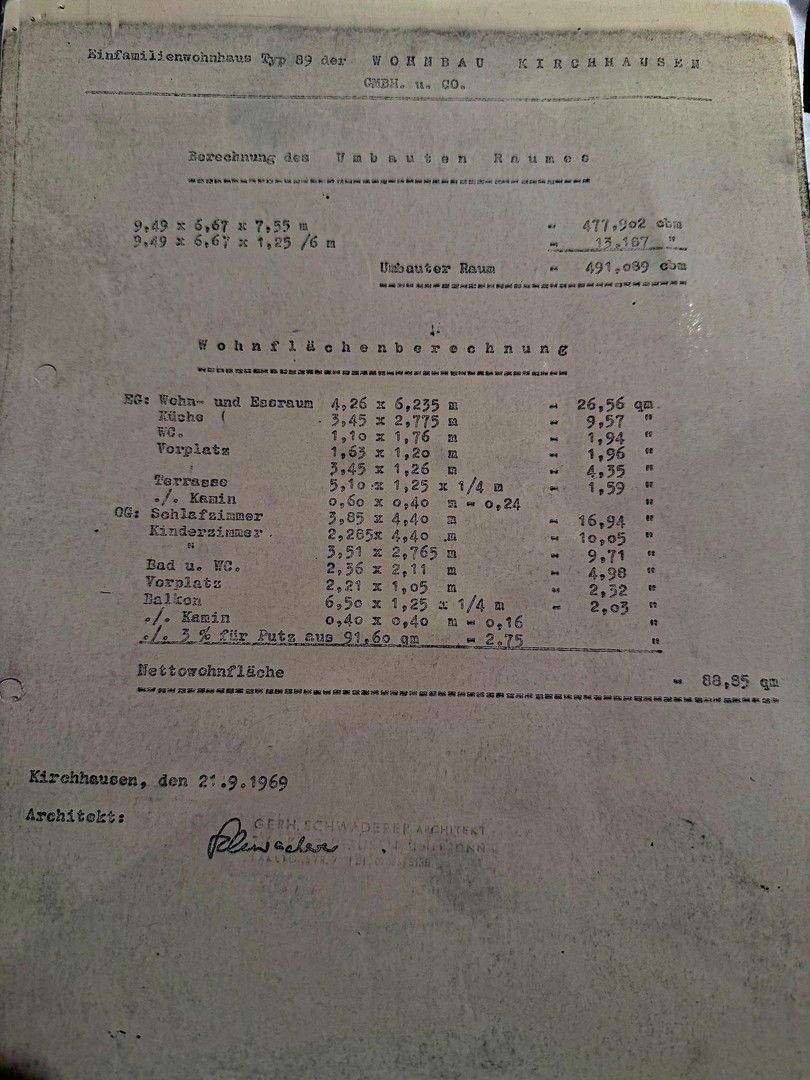 Einfamilienwohnhaus Typ 89 der WOHNBAU KIRCHHAUSEN
GMBH. u. CO.
Berechnung des Umbauten Raumes
9,49 x 6,67 x 7,55 m = 477,902 cbm
9,49 x 6,67 x 1,25 /6 m = 13,187 "
Umbauter Raum = 491,089 cbm
Wohnflächenberechnung
EG: Wohn- und Essraum 4,26 x 6,235 m = 26,56 qm
Küche ( 3,45 x 2,775 m = 9,57 "
WC. 1,10 x 1,76 m = 1,94 "
Vorplatz 1,63 x 1,20 m = 1,96 "
3,45 x 1,26 m = 4,35 "
Terrasse 5,10 x 1,25 x 1/4 m = 1,59 "
./. Kamin 0,60 x 0,40 m = 0,24
OG: Schlafzimmer 3,85 x 4,40 m = 16,94 "
Kinderzimmer 2,285x 4,40 m = 10,05 "
" 3,51 x 2,765 m = 9,71 "
Bad u. WC. 2,36 x 2,11 m = 4,98 "
Vorplatz 2,21 x 1,05 m = 2,32 "
Balkon 6,50 x 1,25 x 1/4 m = 2,03 "
./. Kamin 0,40 x 0,40 m = 0,16
./. 3 % für Putz aus 91,60 qm = 2,75 "
Nettowohnfläche = 88,85 qm
Kirchhausen, den 21.9.1969
Architekt:
GERH. SCHWADERER ARCHITEKT